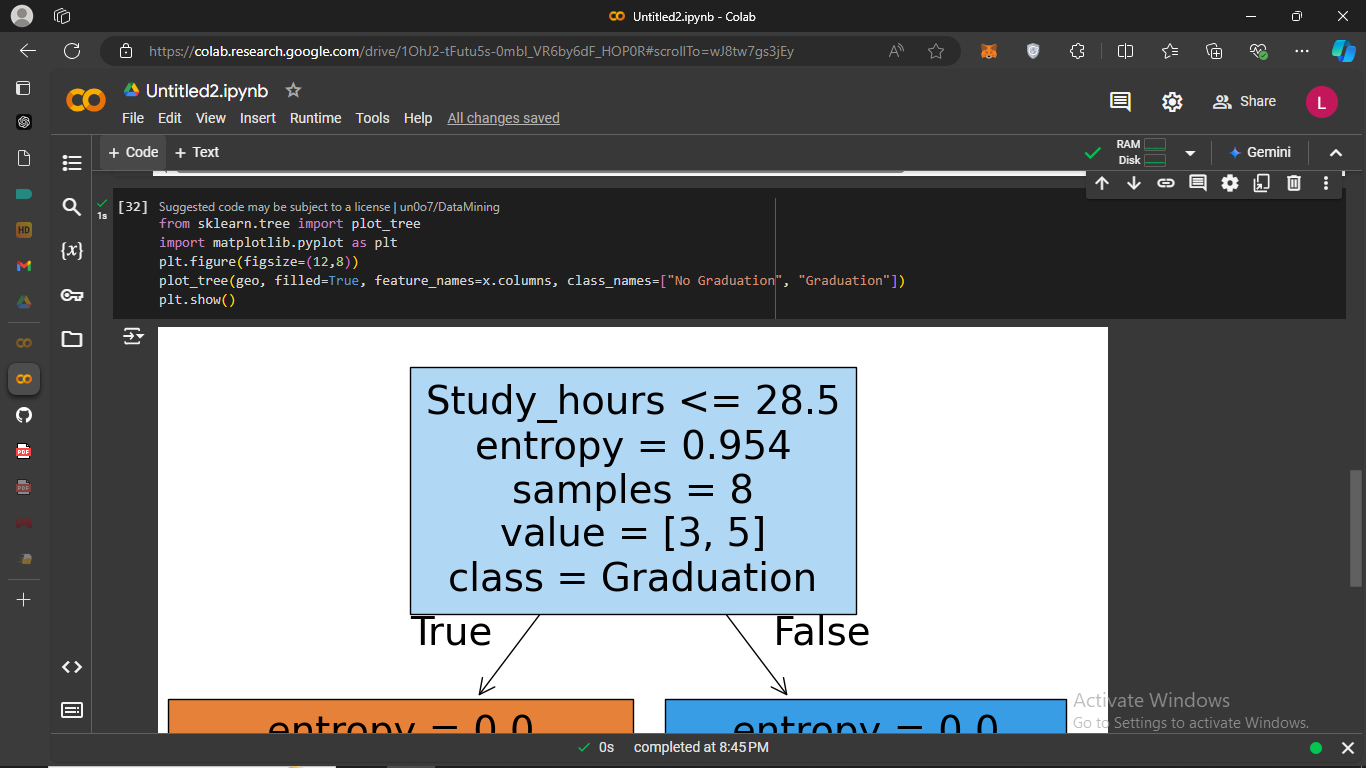 Untitled2.ipynb - Colab
https://colab.research.google.com/drive/1OhJ2-tFutu5s-0mbl_VR6by6dF_HOP0R#scrollTo=wJ8tw7gs3jEy
Untitled2.ipynb
File Edit View Insert Runtime Tools Help All changes saved
Share
L
+ Code + Text
RAM
Disk
Gemini
[32] Suggested code may be subject to a license | un0o7/DataMining
1s
from sklearn.tree import plot_tree
import matplotlib.pyplot as plt
plt.figure(figsize=(12,8))
plot_tree(geo, filled=True, feature_names=x.columns, class_names=["No Graduation", "Graduation"])
plt.show()
{x}
HD
PDF
PDF
Study_hours <= 28.5
entropy = 0.954
samples = 8
value = [3, 5]
class = Graduation
True False
entropy = 0.0 entropy = 0.0
Activate Windows
Go to Settings to activate Windows.
0s completed at 8:45 PM